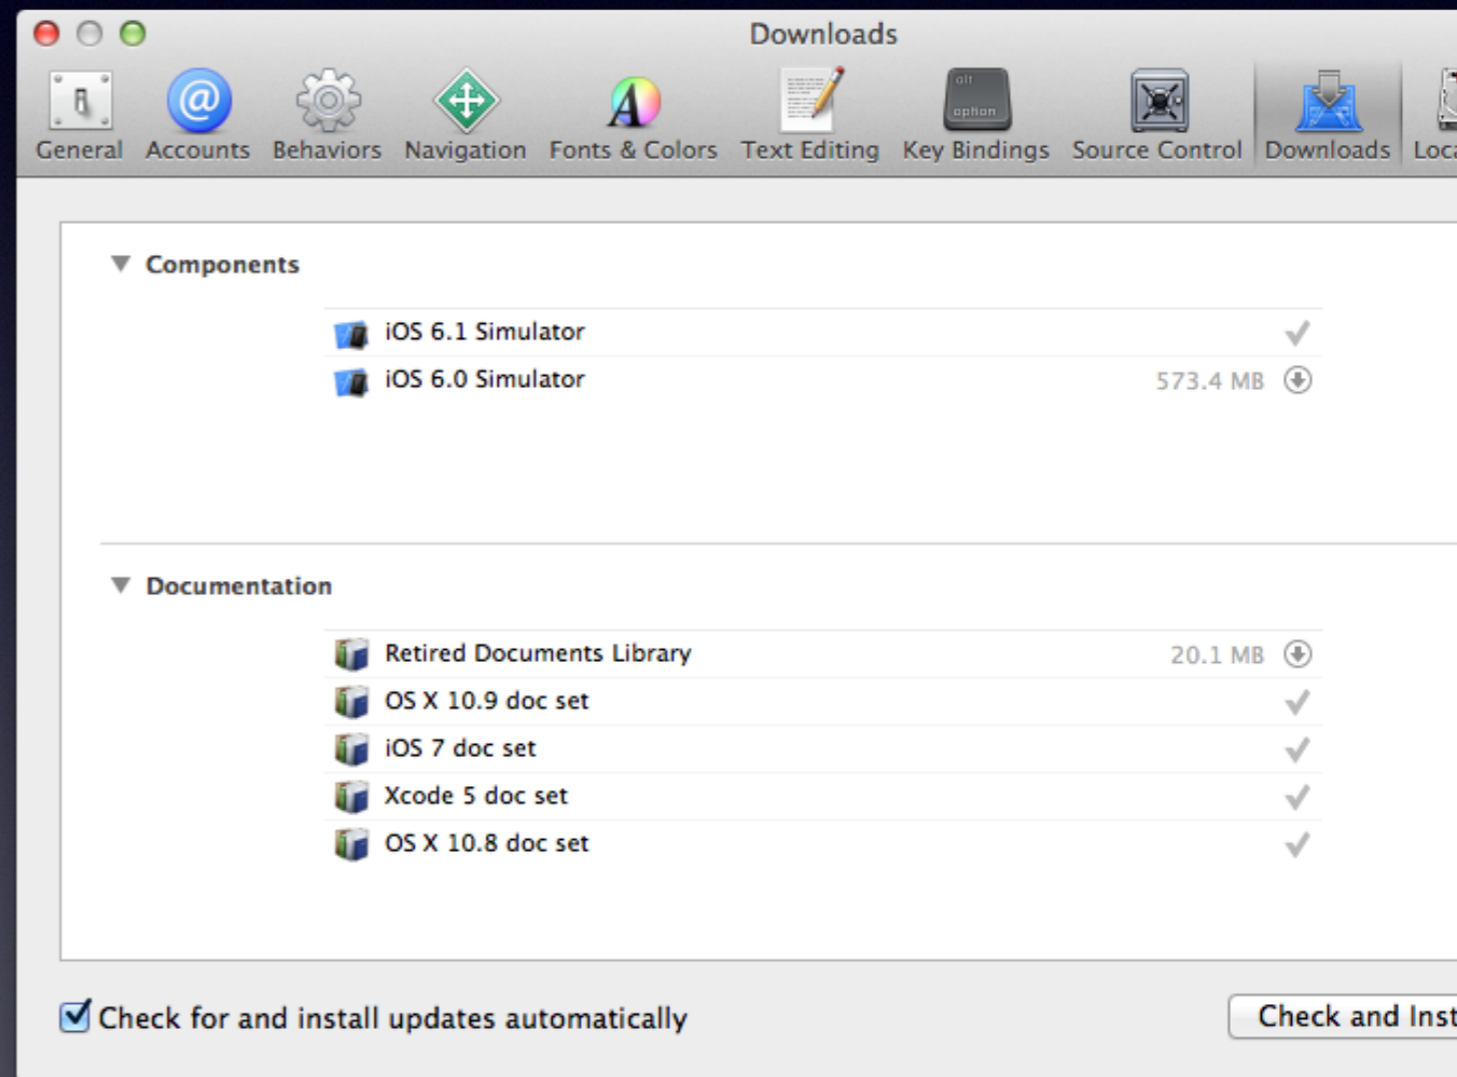 Downloads
General Accounts Behaviors Navigation Fonts & Colors Text Editing Key Bindings Source Control Downloads
alt
option
Components
iOS 6.1 Simulator
iOS 6.0 Simulator 573.4 MB
Documentation
Retired Documents Library 20.1 MB
OS X 10.9 doc set
iOS 7 doc set
Xcode 5 doc set
OS X 10.8 doc set
Check for and install updates automatically
Check and Inst